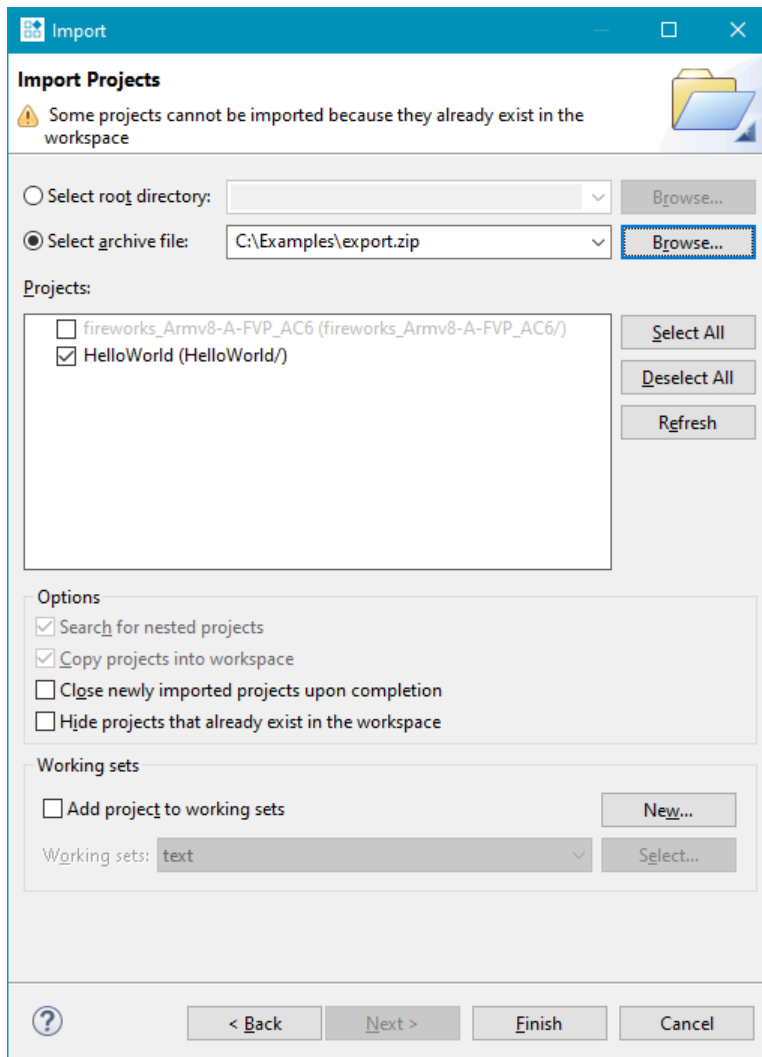 Import
Import Projects
Some projects cannot be imported because they already exist in the
workspace
Select root directory: Browse...
Select archive file: C:\Examples\export.zip Browse...
Projects:
fireworks_Armv8-A-FVP_AC6 (fireworks_Armv8-A-FVP_AC6/)
HelloWorld (HelloWorld/)
Select All
Deselect All
Refresh
Options
Search for nested projects
Copy projects into workspace
Close newly imported projects upon completion
Hide projects that already exist in the workspace
Working sets
Add project to working sets New...
Working sets: text Select...
? < Back Next > Finish Cancel